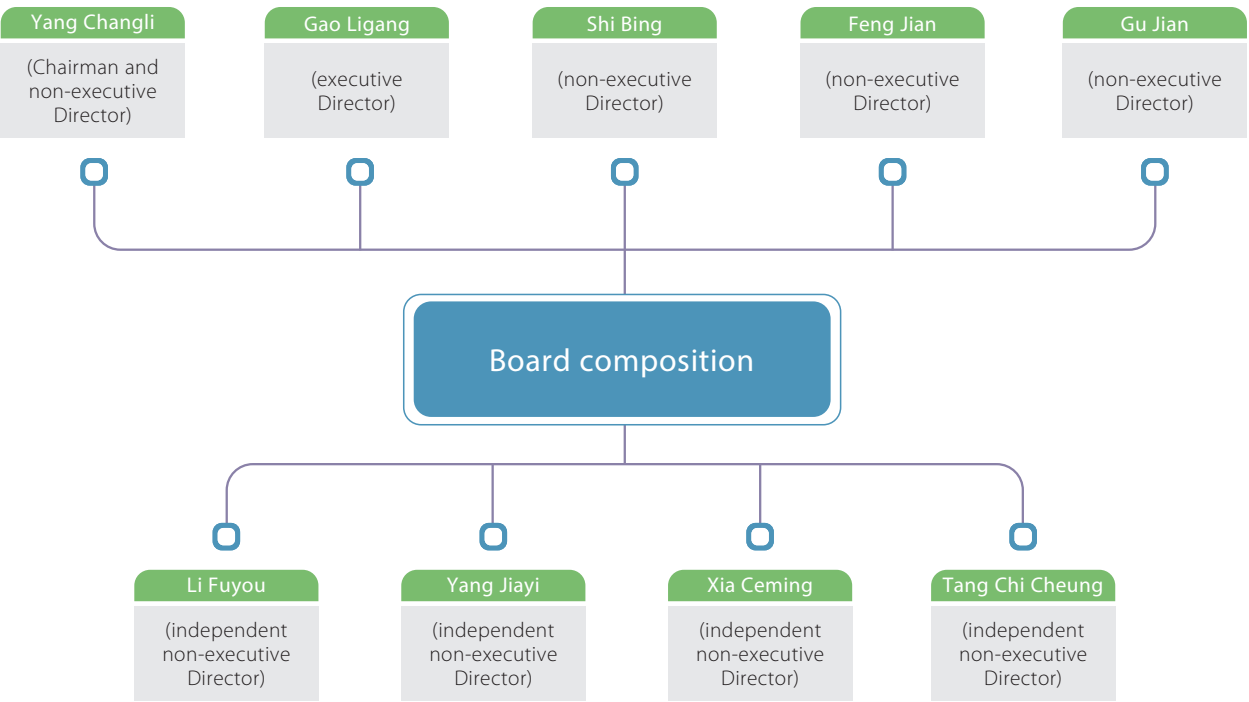 Yang Changli
(Chairman and
non-executive
Director)
Gao Ligang
(executive
Director)
Shi Bing
(non-executive
Director)
Feng Jian
(non-executive
Director)
Gu Jian
(non-executive
Director)
Board composition
Li Fuyou
(independent
non-executive
Director)
Yang Jiayi
(independent
non-executive
Director)
Xia Ceming
(independent
non-executive
Director)
Tang Chi Cheung
(independent
non-executive
Director)